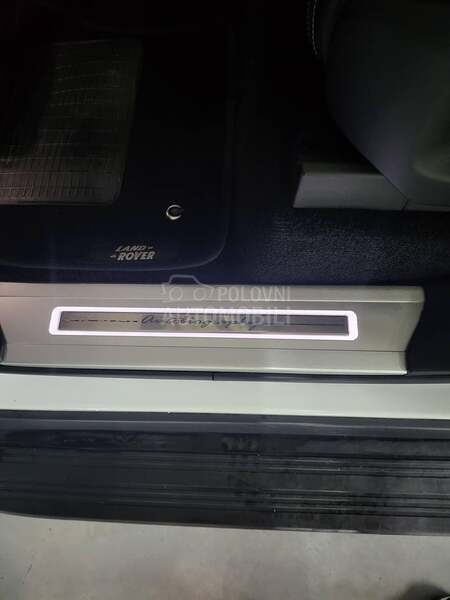 LAND-
-ROVER
POLOVNI
AUTOMOBILI
Autobiography